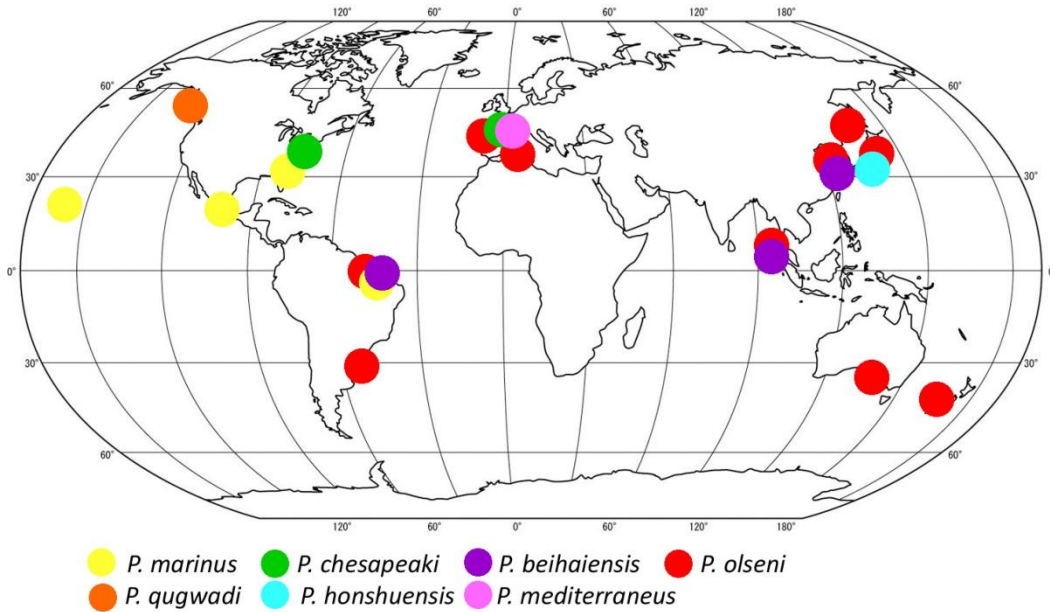 120° 60° 0° 120° 180°
60° 60°
30° 30°
0° 0°
30° 30°
60° 60°
120° 60° 0° 60° 120° 180°
P. marinus P. chesapeaki P. beihaiensis P. olseni
P. qugwadi P. honshuensis P. mediterraneus